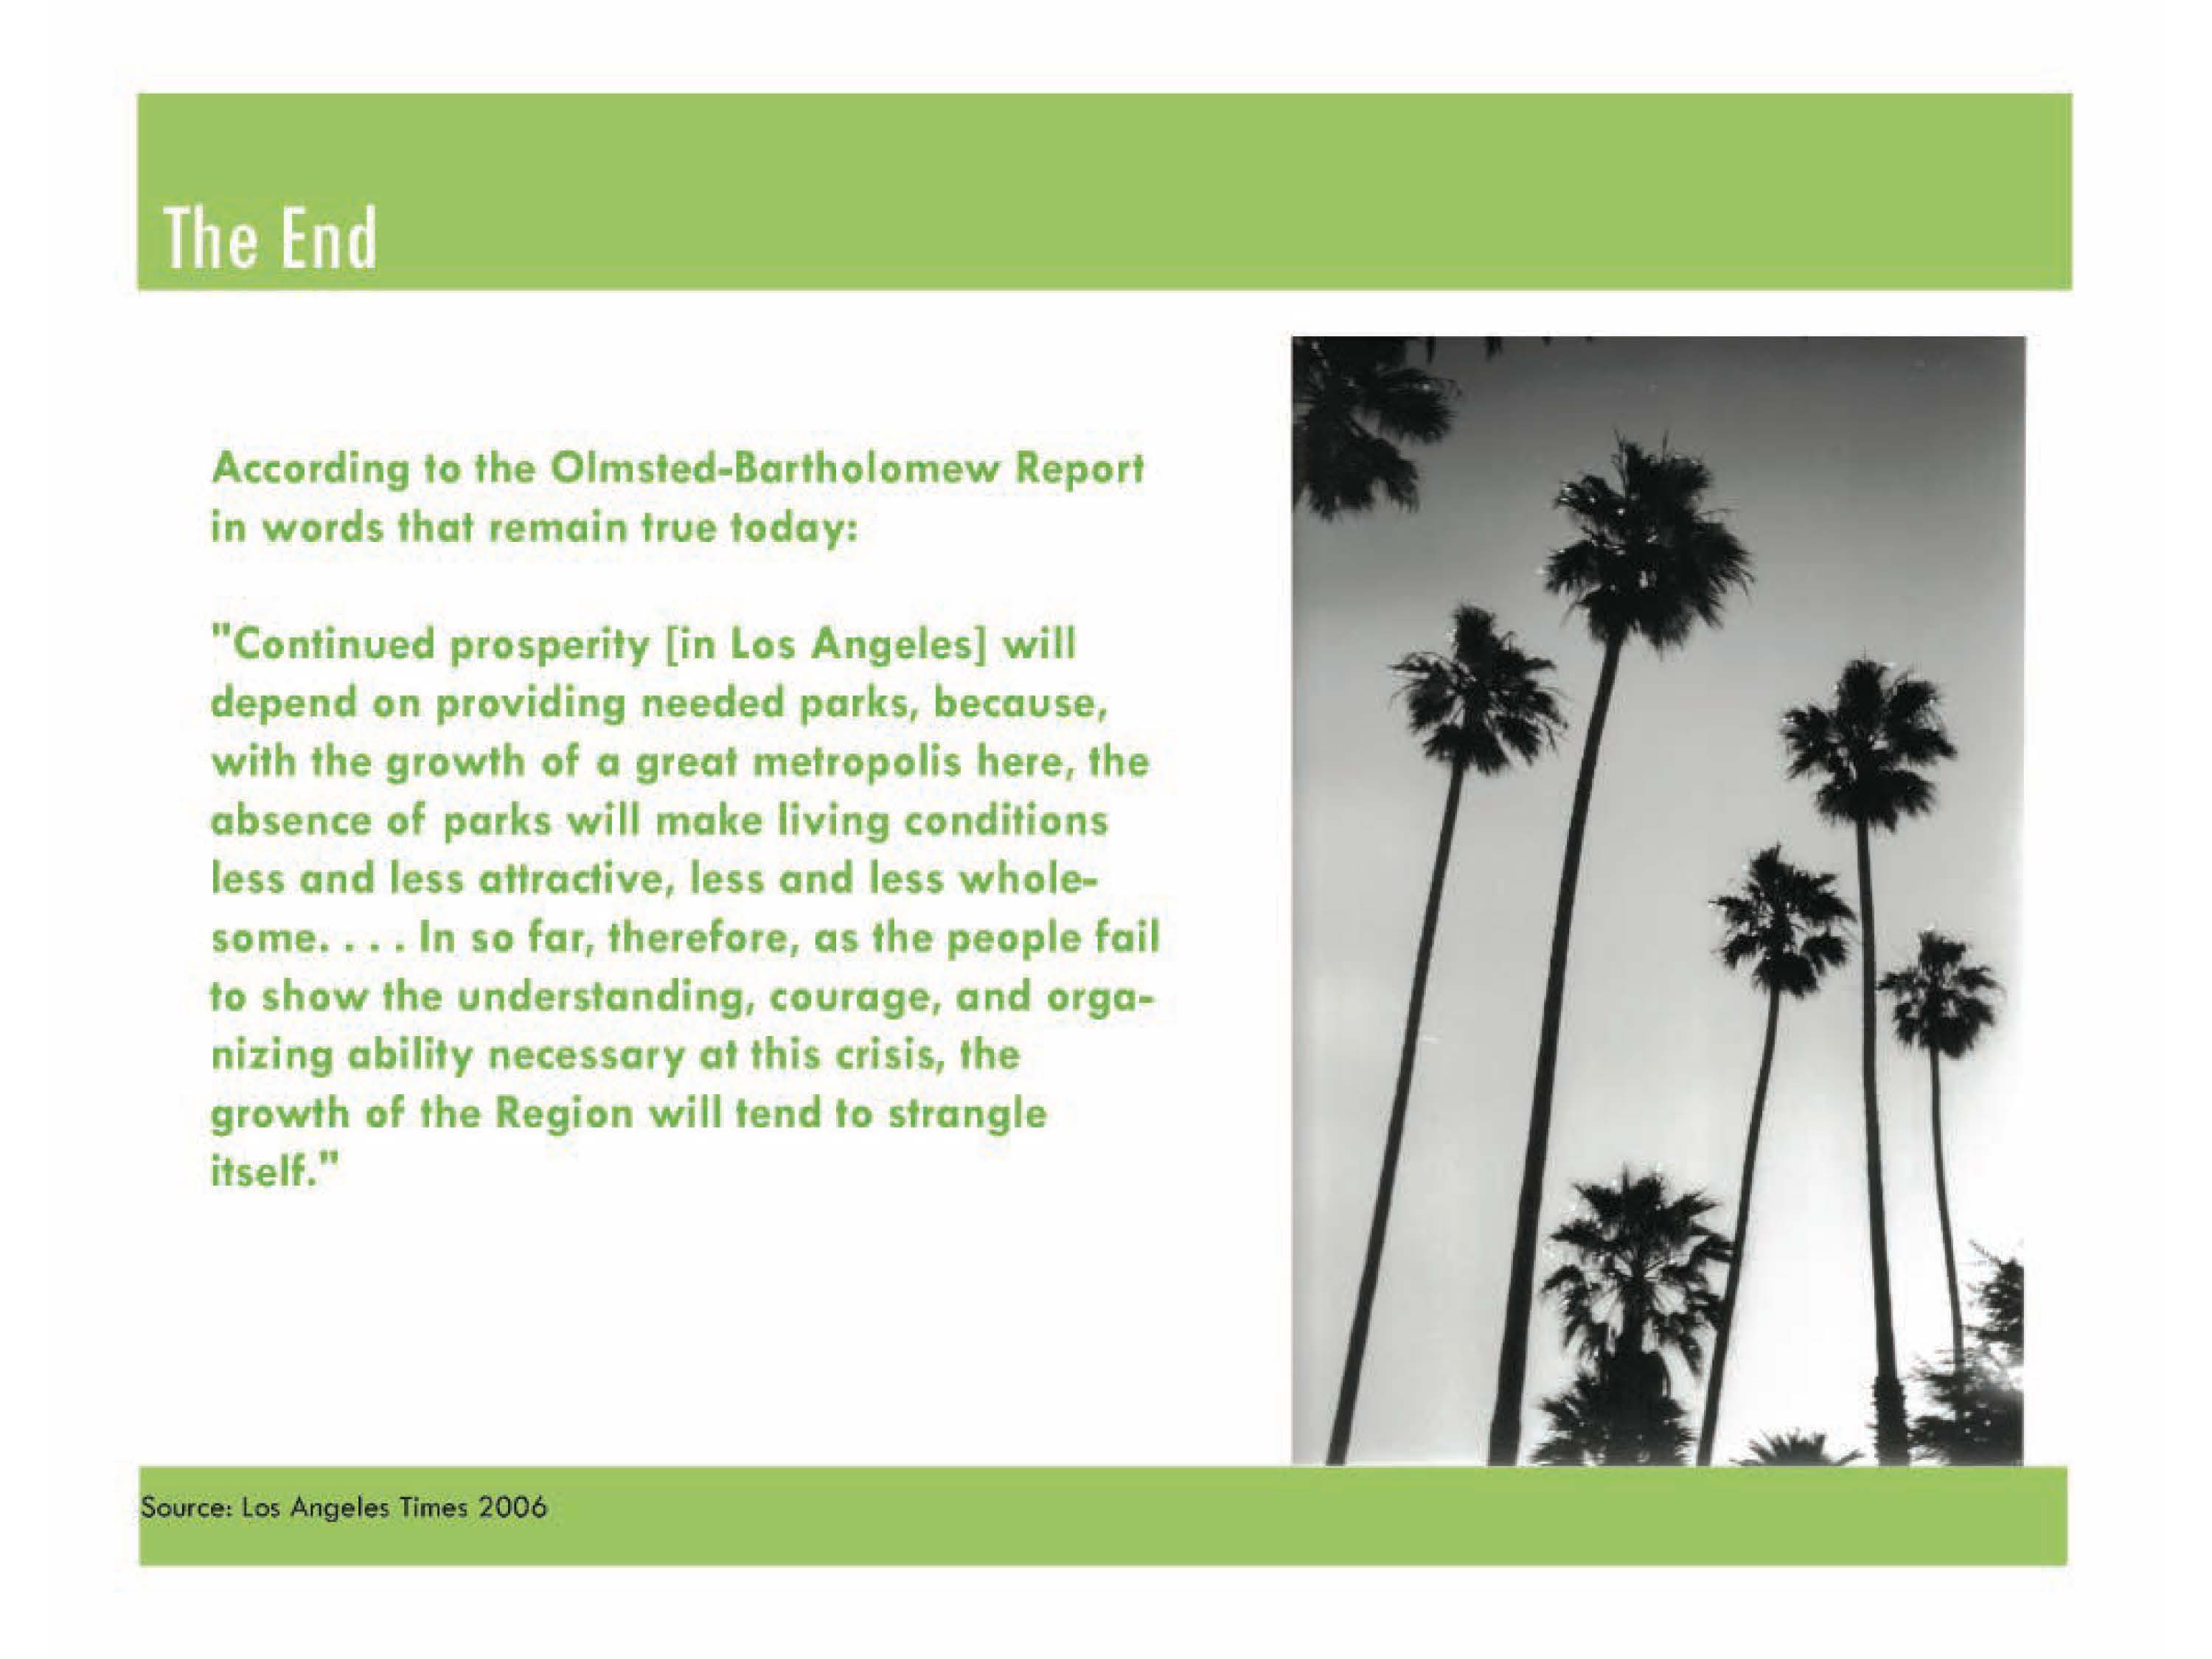 The End
According to the Olmsted-Bartholomew Report
in words that remain true today:
"Continued prosperity [in Los Angeles] will
depend on providing needed parks, because,
with the growth of a great metropolis here, the
absence of parks will make living conditions
less and less attractive, less and less whole-
some. . . . In so far, therefore, as the people fail
to show the understanding, courage, and orga-
nizing ability necessary at this crisis, the
growth of the Region will tend to strangle
itself."
Source: Los Angeles Times 2006